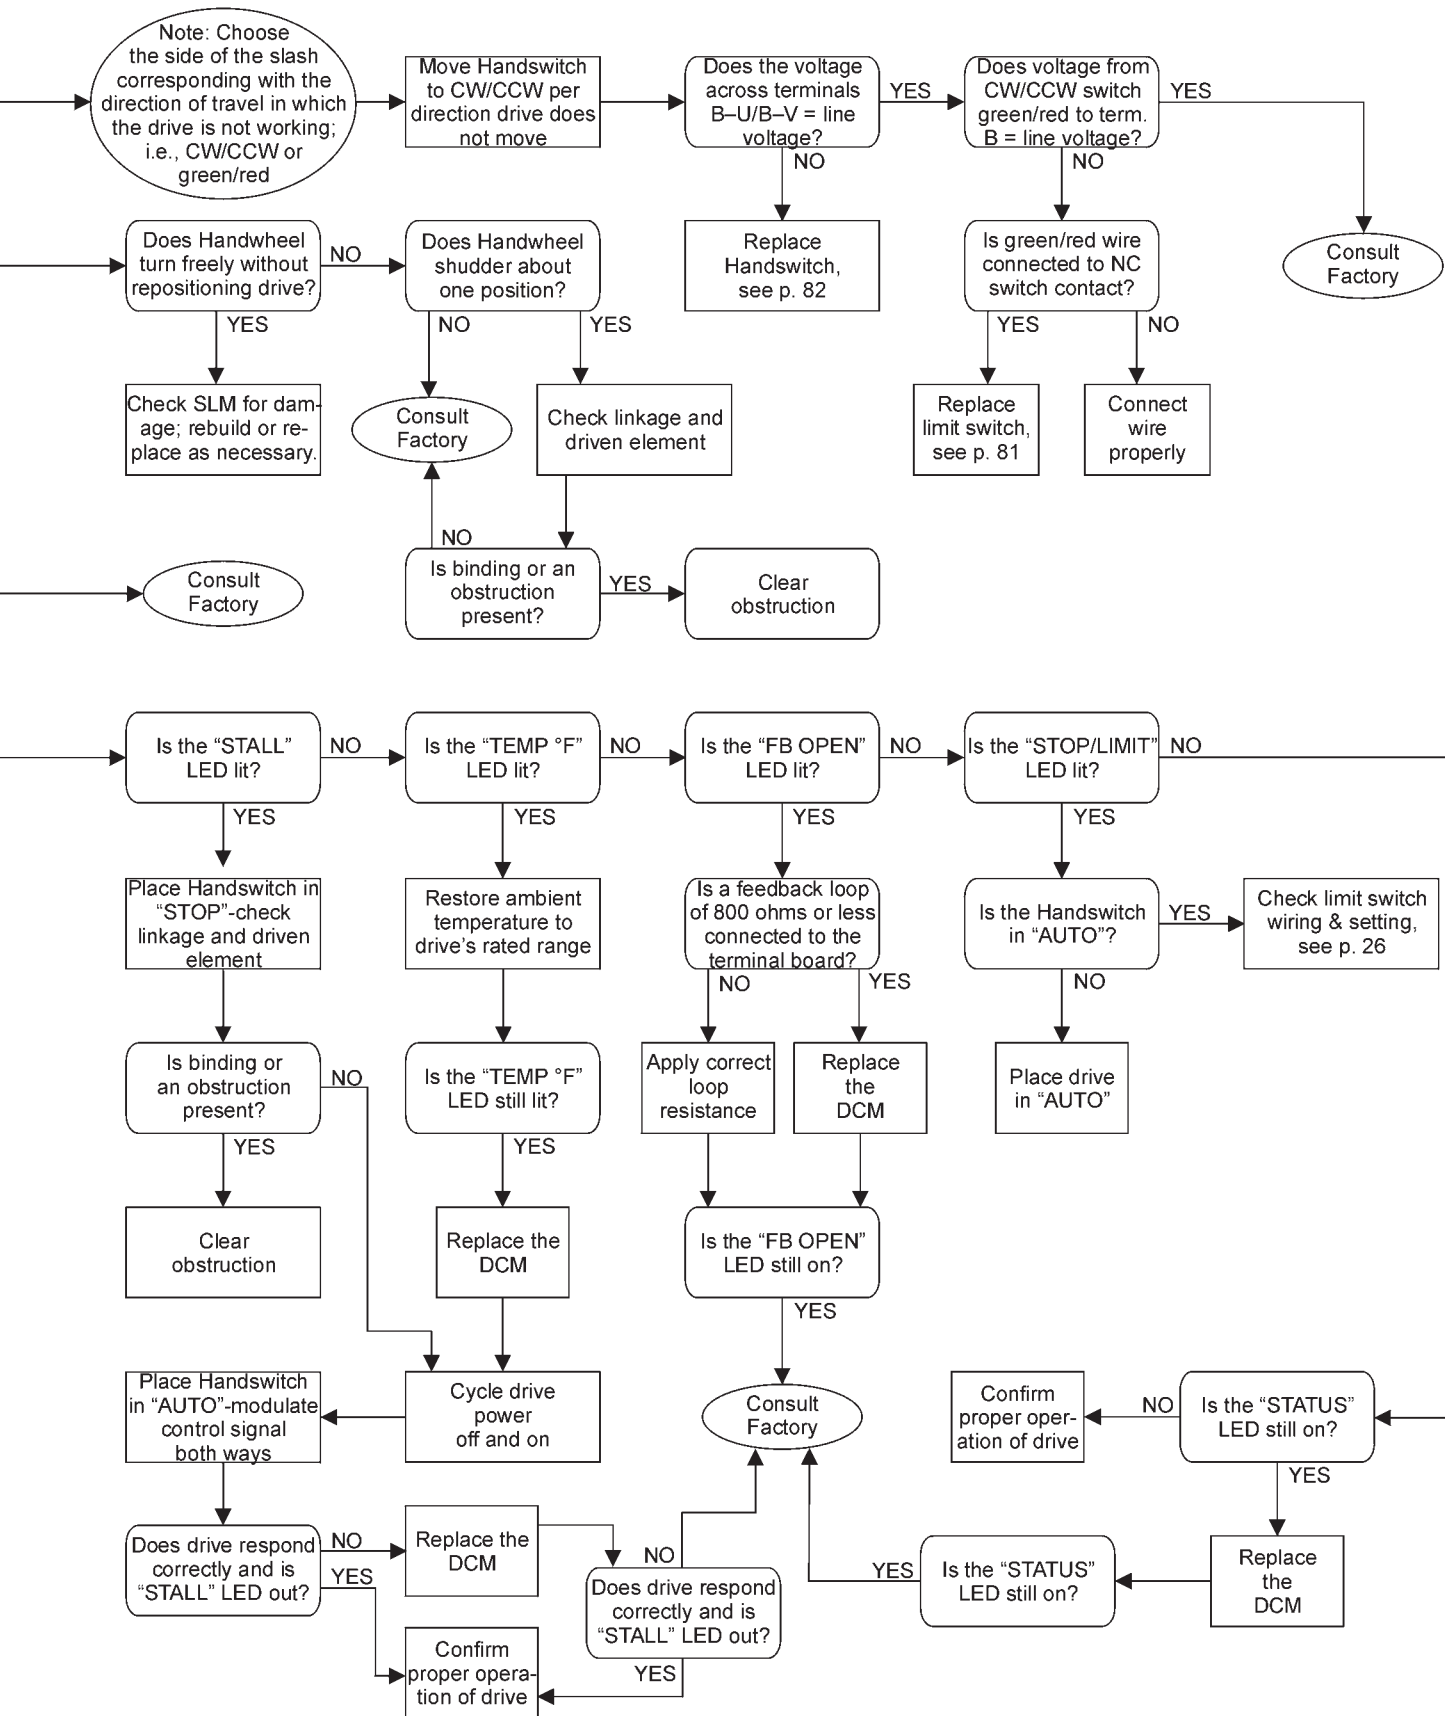 Note: Choose
the side of the slash
corresponding with the
direction of travel in which
the drive is not working;
i.e., CW/CCW or
green/red
Move Handswitch
to CW/CCW per
direction drive does
not move
Does the voltage
across terminals
B–U/B–V = line
voltage?
YES
NO
Does voltage from
CW/CCW switch
green/red to term.
B = line voltage?
YES
NO
Does Handwheel
turn freely without
repositioning drive?
NO
YES
Does Handwheel
shudder about
one position?
NO
YES
Replace
Handswitch,
see p. 82
Is green/red wire
connected to NC
switch contact?
YES
NO
Consult
Factory
Check SLM for dam-
age; rebuild or re-
place as necessary.
Consult
Factory
Check linkage and
driven element
Replace
limit switch,
see p. 81
Connect
wire
properly
NO
Consult
Factory
Is binding or an
obstruction
present?
YES
Clear
obstruction
Is the “STALL”
LED lit?
NO
YES
Is the “TEMP °F”
LED lit?
NO
YES
Is the “FB OPEN”
LED lit?
NO
YES
Is the “STOP/LIMIT”
LED lit?
NO
YES
Place Handswitch in
“STOP”-check
linkage and driven
element
Restore ambient
temperature to
drive’s rated range
Is a feedback loop
of 800 ohms or less
connected to the
terminal board?
NO
YES
Is the Handswitch
in “AUTO”?
YES
NO
Check limit switch
wiring & setting,
see p. 26
Is binding or
an obstruction
present?
NO
YES
Is the “TEMP °F”
LED still lit?
YES
Apply correct
loop
resistance
Replace
the
DCM
Place drive
in “AUTO”
Clear
obstruction
Replace the
DCM
Is the “FB OPEN”
LED still on?
YES
Place Handswitch
in “AUTO”-modulate
control signal
both ways
Cycle drive
power
off and on
Consult
Factory
Confirm
proper oper-
ation of drive
NO
Is the “STATUS”
LED still on?
YES
Does drive respond
correctly and is
“STALL” LED out?
NO
YES
Replace the
DCM
NO
Does drive respond
correctly and is
“STALL” LED out?
YES
YES
Is the “STATUS”
LED still on?
Replace
the
DCM
Confirm
proper opera-
tion of drive